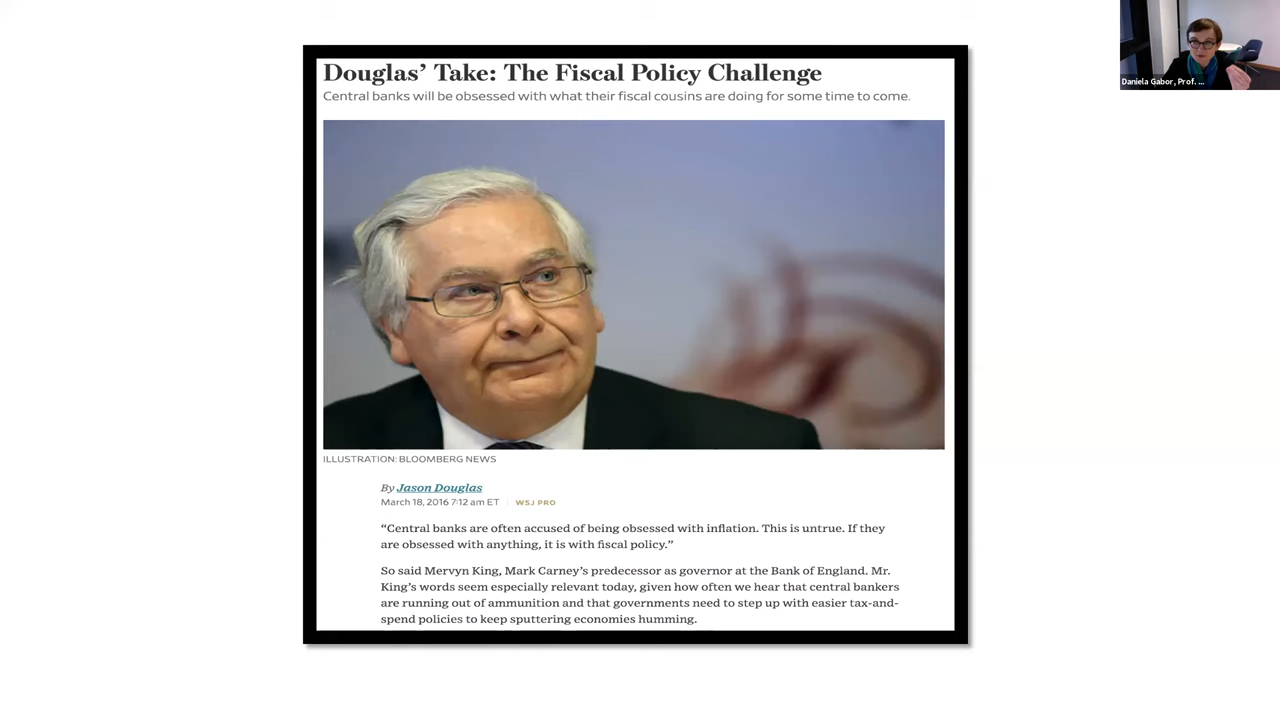 Douglas’ Take: The Fiscal Policy Challenge
Central banks will be obsessed with what their fiscal cousins are doing for some time to come.
ILLUSTRATION: BLOOMBERG NEWS
By Jason Douglas
March 18, 2016 7:12 am ET | WSJ PRO
“Central banks are often accused of being obsessed with inflation. This is untrue. If they
are obsessed with anything, it is with fiscal policy.”
So said Mervyn King, Mark Carney’s predecessor as governor at the Bank of England. Mr.
King’s words seem especially relevant today, given how often we hear that central bankers
are running out of ammunition and that governments need to step up with easier tax-and-
spend policies to keep sputtering economies humming.
Daniela Gabor, Prof. ...